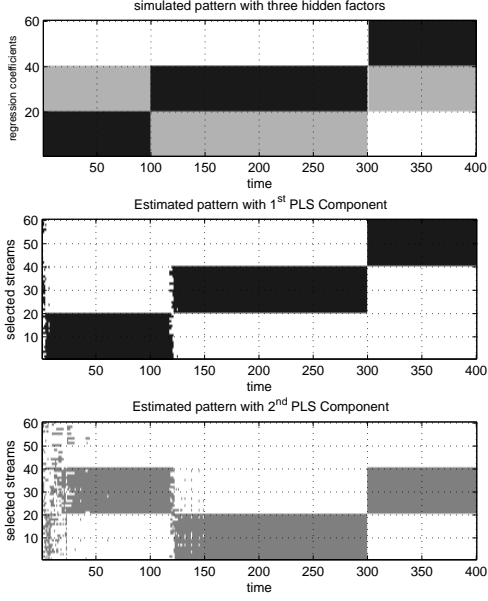 simulated pattern with three hidden factors
regression coefficients
60
40
20
50 100 150 200 250 300 350 400
time
Estimated pattern with 1st PLS Component
selected streams
60
50
40
30
20
10
50 100 150 200 250 300 350 400
time
Estimated pattern with 2nd PLS Component
selected streams
60
50
40
30
20
10
50 100 150 200 250 300 350 400
time